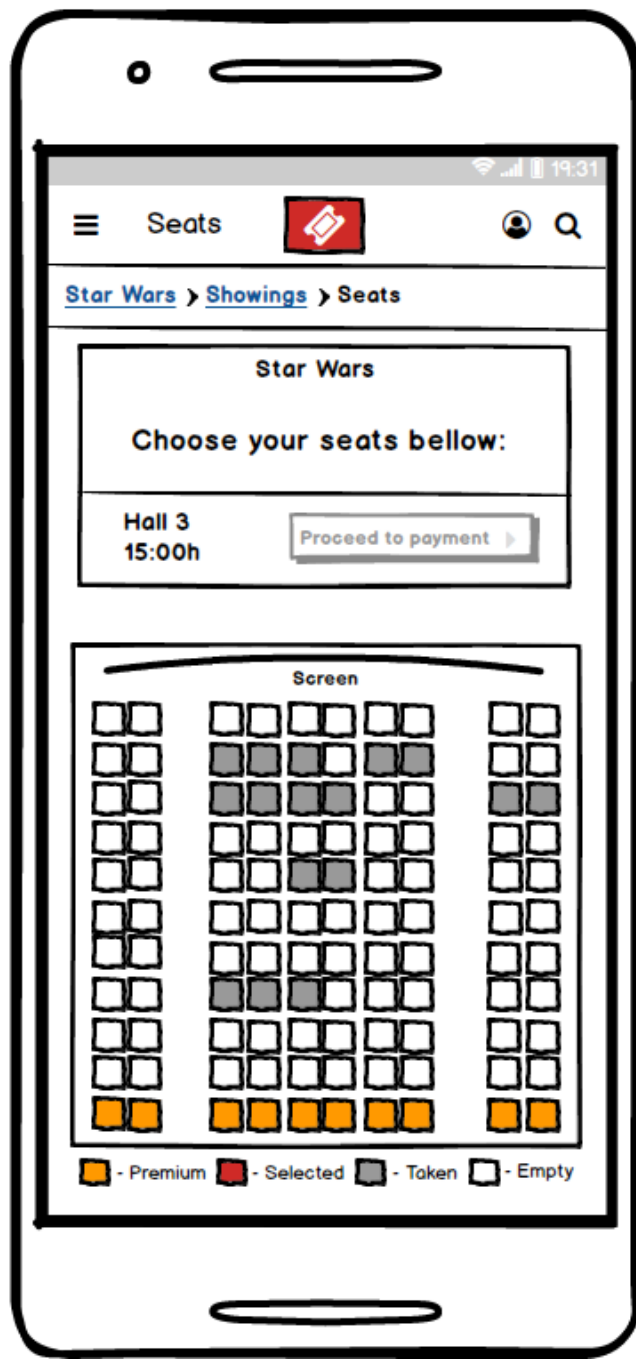 19:31
Seats
Star Wars > Showings > Seats
Star Wars
Choose your seats bellow:
Hall 3
15:00h
Proceed to payment
Screen
- Premium - Selected - Taken - Empty